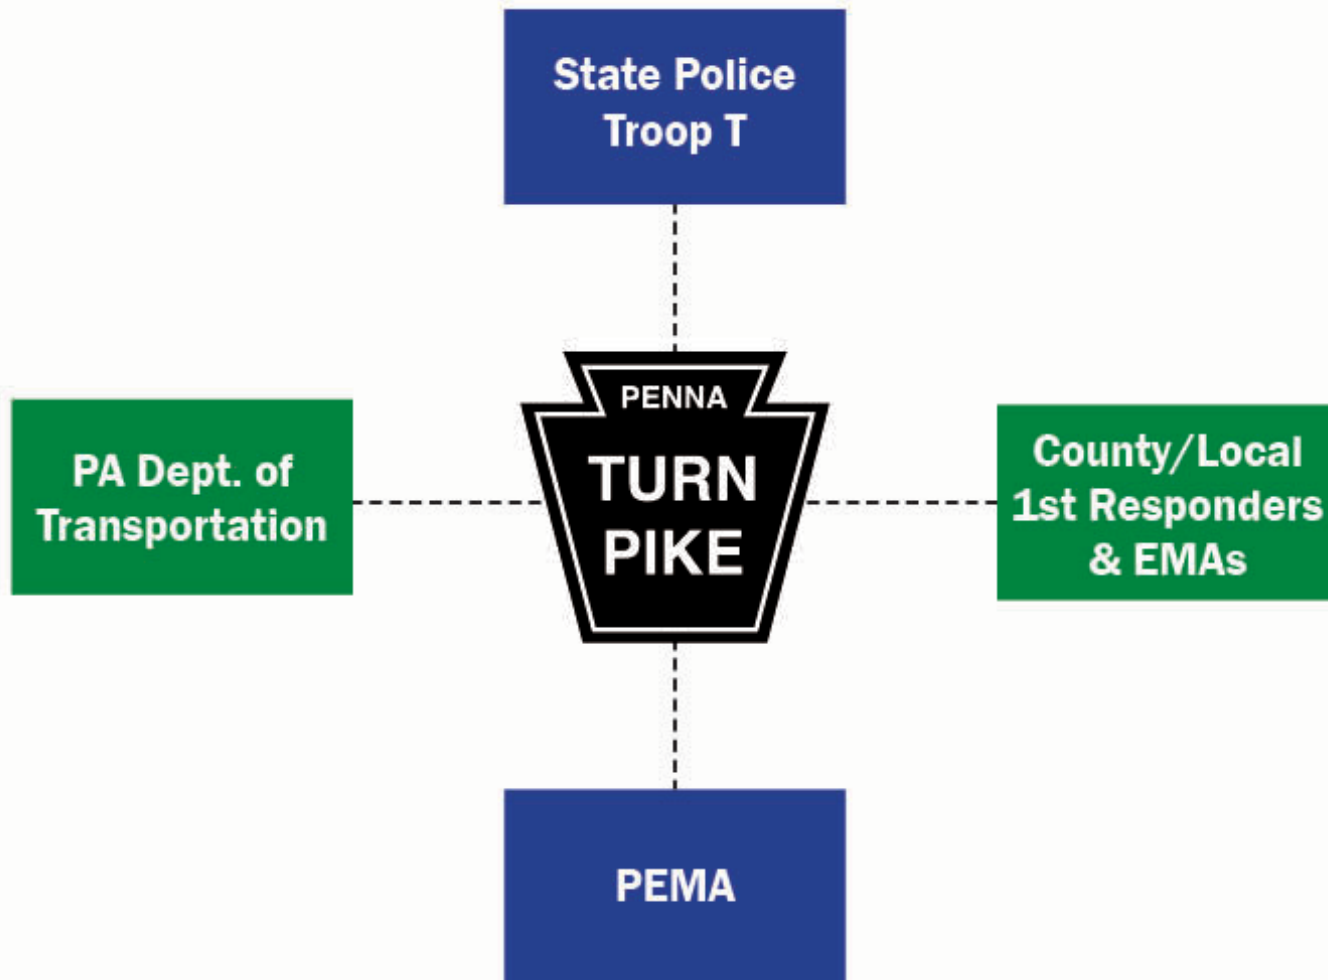 State Police
Troop T
PENNA
TURN
PIKE
PA Dept. of
Transportation
County/Local
1st Responders
& EMAs
PEMA